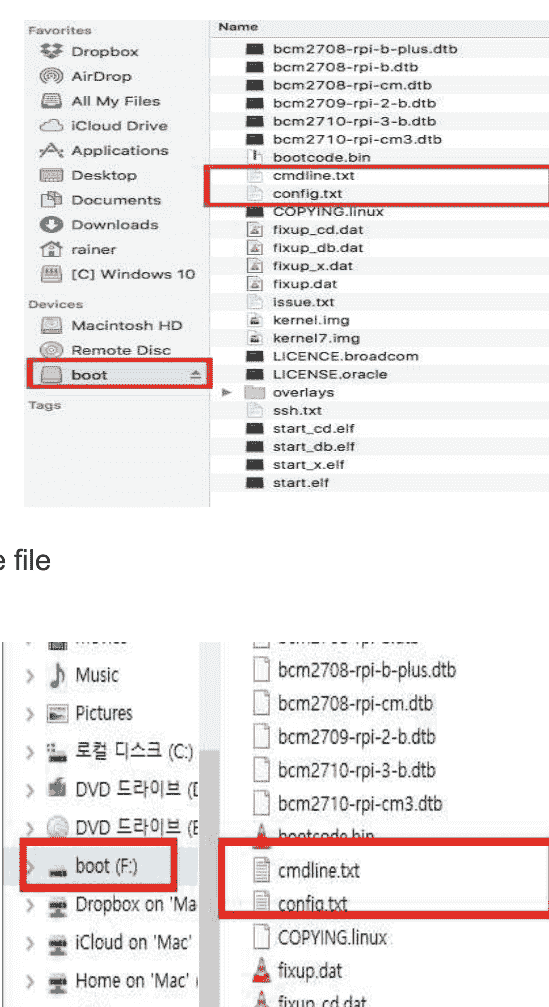 Favorites
Dropbox
AirDrop
All My Files
iCloud Drive
Applications
Desktop
Documents
Downloads
rainer
[C] Windows 10
Devices
Macintosh HD
Remote Disc
boot
Tags
Name
bcm2708-rpi-b-plus.dtb
bcm2708-rpi-b.dtb
bcm2708-rpi-cm.dtb
bcm2709-rpi-2-b.dtb
bcm2710-rpi-3-b.dtb
bcm2710-rpi-cm3.dtb
bootcode.bin
cmdline.txt
config.txt
COPYING.linux
fixup_cd.dat
fixup_db.dat
fixup_x.dat
fixup.dat
issue.txt
kernel.img
kernel7.img
LICENCE.broadcom
LICENSE.oracle
overlays
ssh.txt
start_cd.elf
start_db.elf
start_x.elf
start.elf
e file
Music
Pictures
로컬 디스크 (C:)
DVD 드라이브 (
DVD 드라이브 (
boot (F:)
Dropbox on 'Ma
iCloud on 'Mac'
Home on 'Mac'
bcm2708-rpi-b-plus.dtb
bcm2708-rpi-cm.dtb
bcm2709-rpi-2-b.dtb
bcm2710-rpi-3-b.dtb
bcm2710-rpi-cm3.dtb
bootcode.bin
cmdline.txt
config.txt
COPYING.linux
fixup.dat
fixup_cd.dat